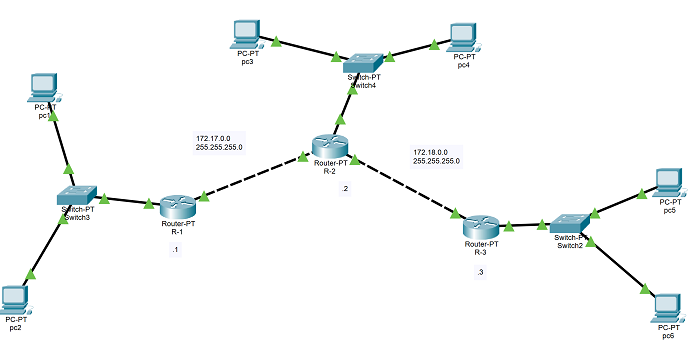 PC-PT
pc3
PC-PT
pc4
Switch-PT
Switch4
PC-PT
pc1
172.17.0.0
255.255.255.0
172.18.0.0
255.255.255.0
Router-PT
R-2
.2
PC-PT
pc5
Switch-PT
Switch3
Router-PT
R-1
.1
Router-PT
R-3
.3
Switch-PT
Switch2
PC-PT
pc2
PC-PT
pc6